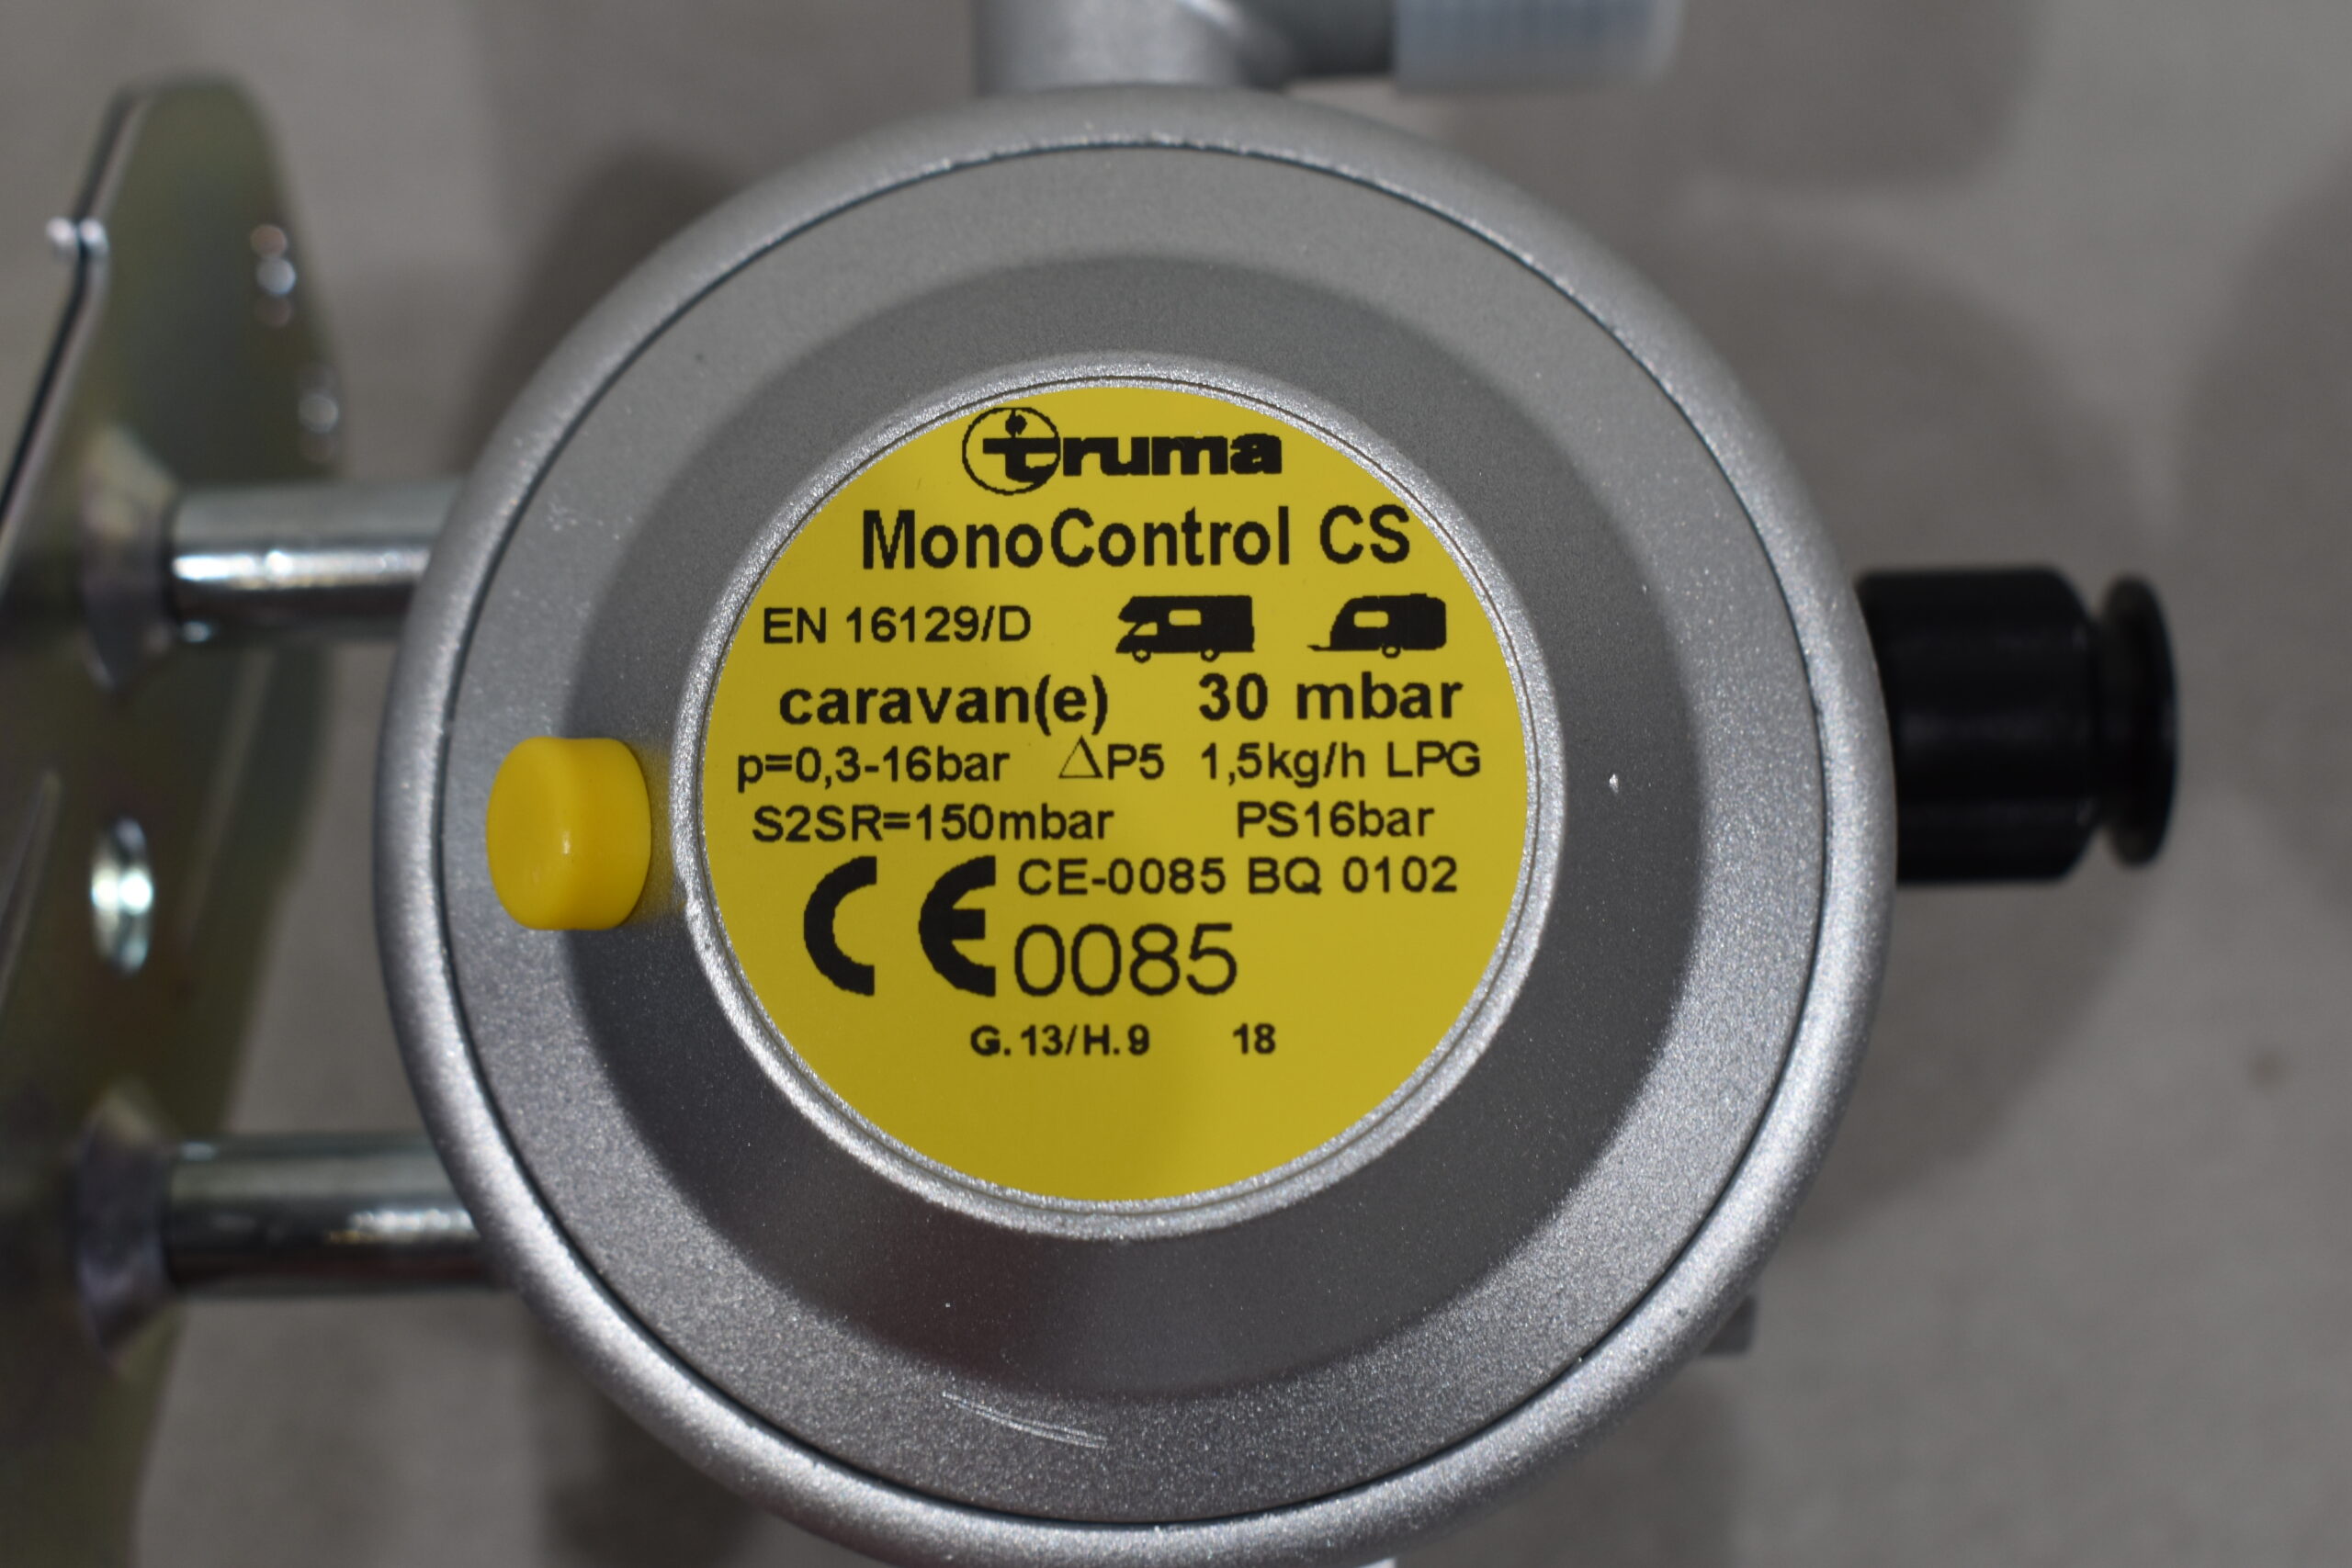 truma
MonoControl CS
EN 16129/D
caravan(e) 30 mbar
p=0,3-16bar △P5 1,5kg/h LPG
S2SR=150mbar PS16bar
CE CE-0085 BQ 0102
0085
G.13/H.9 18